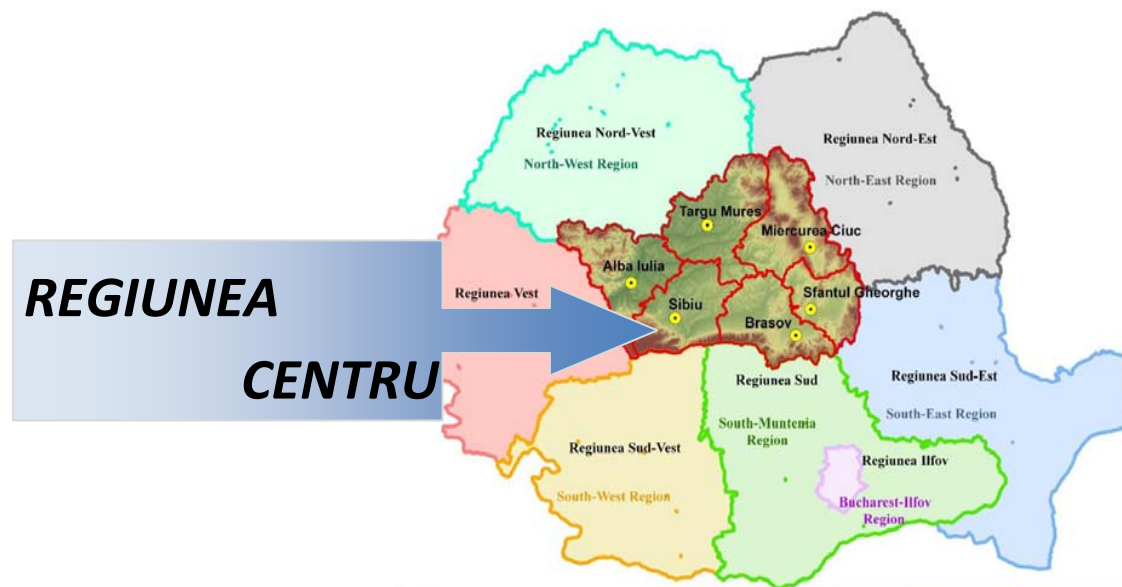 Regiunea Nord-Vest
North-West Region
Regiunea Nord-Est
North-East Region
Targu Mures
Miercurea Ciuc
Alba Iulia
Sfantul Gheorghe
Sibiu
Brasov
REGIUNEA
CENTRU
Regiunea Vest
Regiunea Sud
South-Muntenia
Region
Regiunea Sud-Est
South-East Region
Regiunea Sud-Vest
South-West Region
Regiunea Ilfov
Bucharest-Ilfov
Region